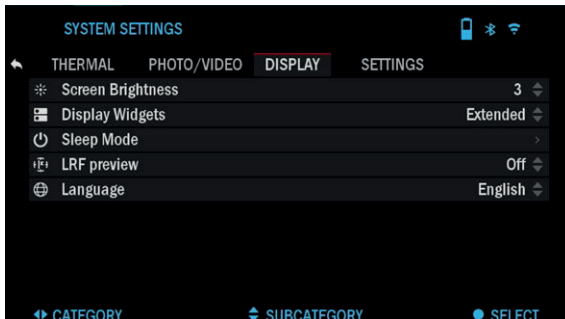 SYSTEM SETTINGS
THERMAL PHOTO/VIDEO DISPLAY SETTINGS
Screen Brightness 3
Display Widgets Extended
Sleep Mode
LRF preview Off
Language English
CATEGORY SUBCATEGORY SELECT